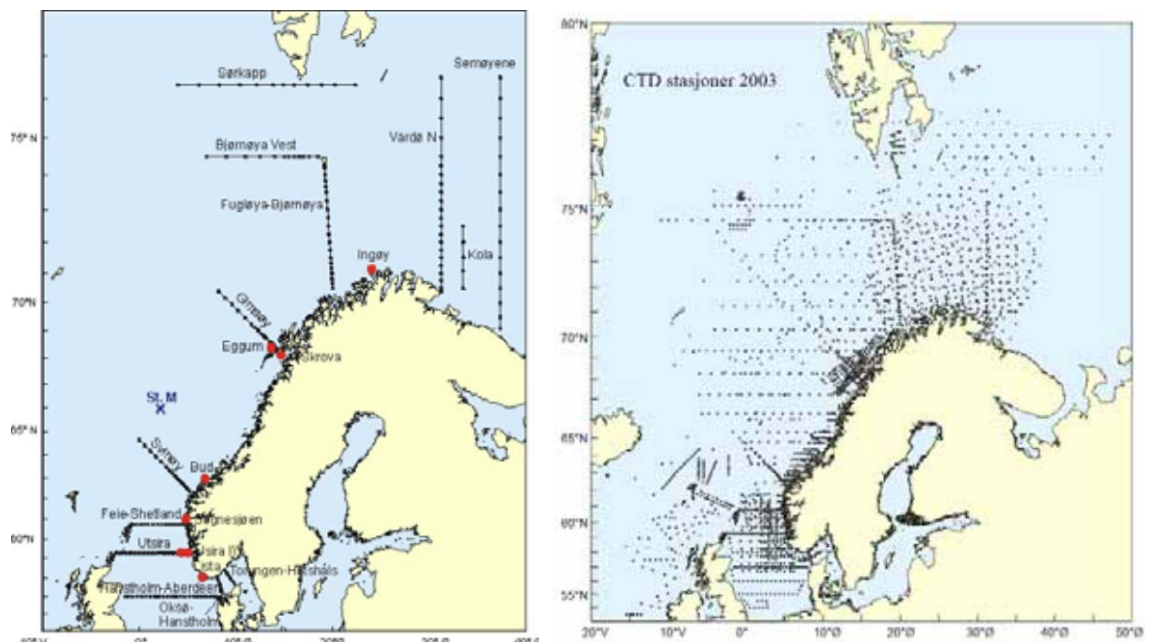 Sørkapp
Semøyene
75° N
Vardø N
Bjørnøya Vest
Fugløya-Bjørnøya
Kola
Ingøy
70° N
Gimsøy
Eggum
Skrova
St. M
65° N
Svinøy
Bud
Feie-Shetland
Sognesjøen
60° N
Utsira
Lista
Torungen-Hirtshals
Hanstholm-Aberdeen
Oksø-
Hanstholm
80°N
CTD stasjoner 2003
75°N
70°N
65°N
60°N
55°N
20°V
10°V
0°
10°Ø
20°Ø
30°Ø
40°Ø
50°Ø